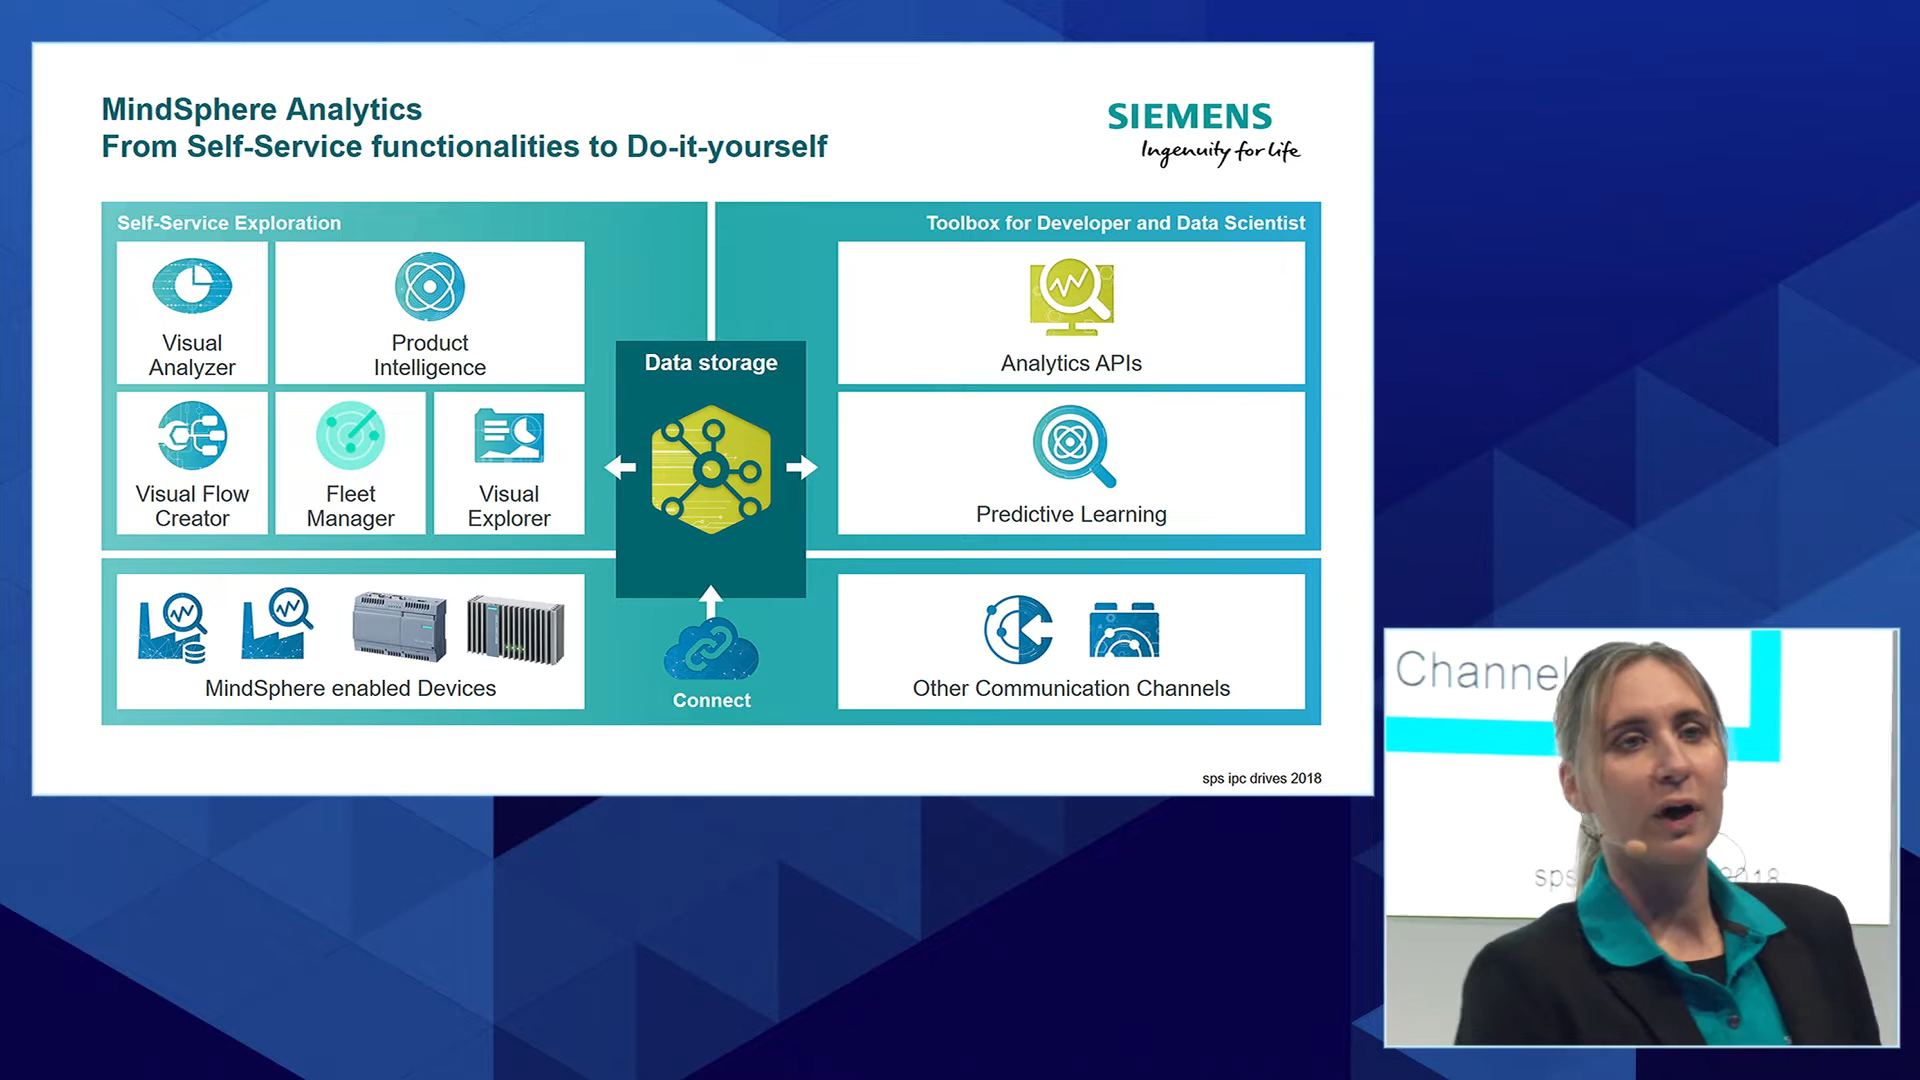 MindSphere Analytics
From Self-Service functionalities to Do-it-yourself
SIEMENS
Ingenuity for life
Self-Service Exploration
Toolbox for Developer and Data Scientist
Visual
Analyzer
Product
Intelligence
Data storage
Analytics APIs
Visual Flow
Creator
Fleet
Manager
Visual
Explorer
Predictive Learning
MindSphere enabled Devices
Connect
Other Communication Channels
sps ipc drives 2018
Channel
sps
2018